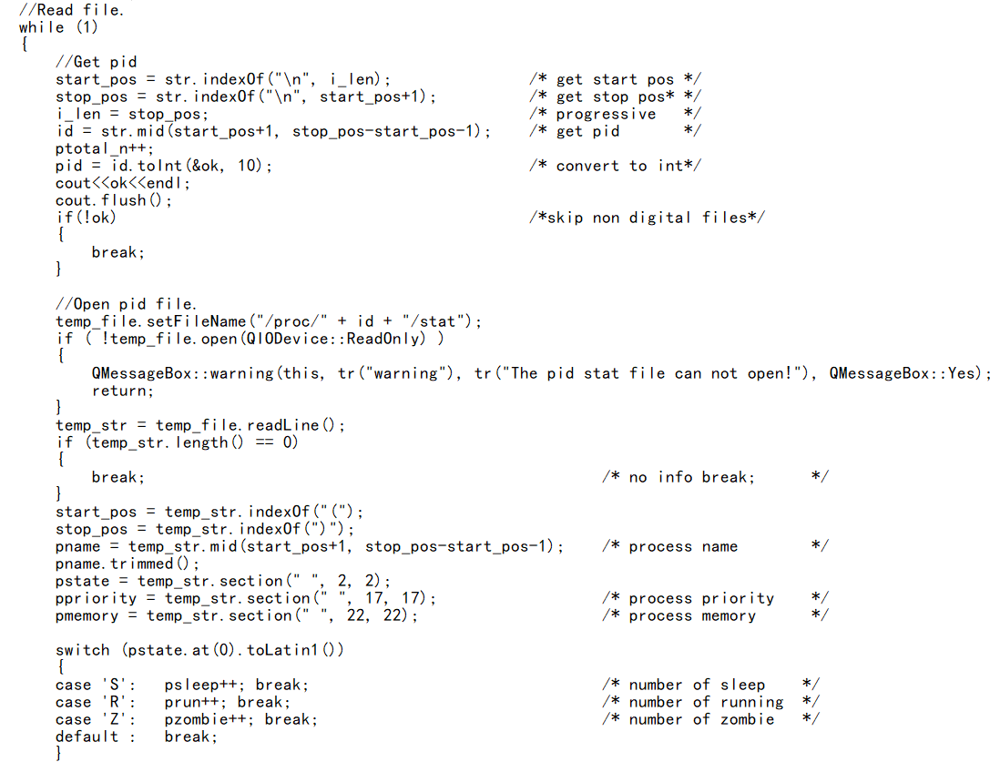 //Read file.
while (1)
{
    //Get pid
    start_pos = str.indexOf("\n", i_len);               /* get start pos */
    stop_pos = str.indexOf("\n", start_pos+1);          /* get stop pos* */
    i_len = stop_pos;                                   /* progressive   */
    id = str.mid(start_pos+1, stop_pos-start_pos-1);    /* get pid       */
    ptotal_n++;
    pid = id.toInt(&ok, 10);                            /* convert to int*/
    cout<<ok<<endl;
    cout.flush();
    if(!ok)                                             /*skip non digital files*/
    {
        break;
    }

    //Open pid file.
    temp_file.setFileName("/proc/" + id + "/stat");
    if ( !temp_file.open(QIODevice::ReadOnly) )
    {
        QMessageBox::warning(this, tr("warning"), tr("The pid stat file can not open!"), QMessageBox::Yes);
        return;
    }
    temp_str = temp_file.readLine();
    if (temp_str.length() == 0)
    {
        break;                                                  /* no info break;      */
    }
    start_pos = temp_str.indexOf("(");
    stop_pos = temp_str.indexOf(")");
    pname = temp_str.mid(start_pos+1, stop_pos-start_pos-1);    /* process name        */
    pname.trimmed();
    pstate = temp_str.section(" ", 2, 2);
    ppriority = temp_str.section(" ", 17, 17);                  /* process priority    */
    pmemory = temp_str.section(" ", 22, 22);                    /* process memory      */

    switch (pstate.at(0).toLatin1())
    {
    case 'S':   psleep++; break;                                /* number of sleep    */
    case 'R':   prun++; break;                                  /* number of running  */
    case 'Z':   pzombie++; break;                               /* number of zombie   */
    default :   break;
    }